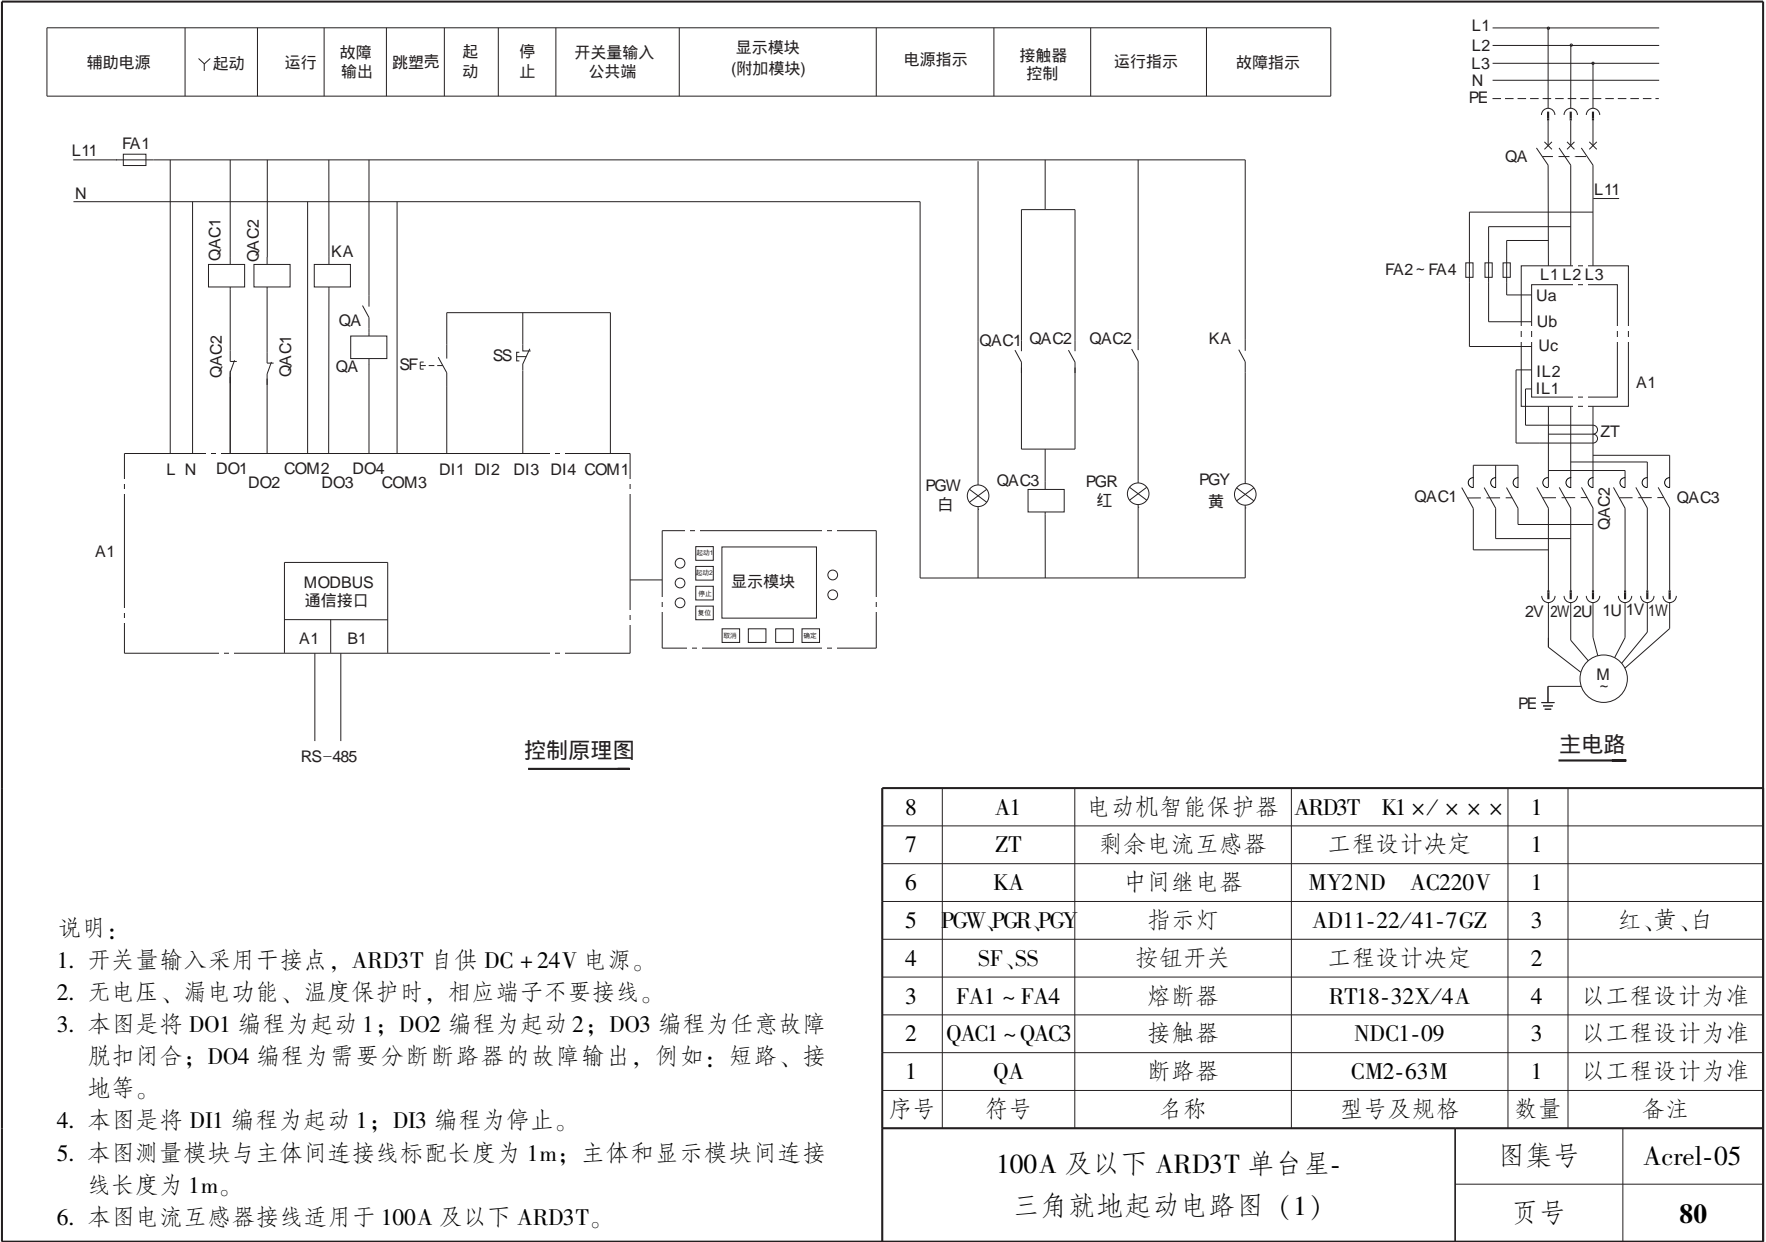 辅助电源
丫起动
运行
故障
输出
跳塑壳
起
动
停
止
开关量输入
公共端
显示模块
(附加模块)
电源指示
接触器
控制
运行指示
故障指示
L11
FA1
N
QAC1
QAC2
KA
QAC2
QAC1
QA
QA
SF
SS
QAC1
QAC2
QAC2
KA
PGW
白
QAC3
PGR
红
PGY
黄
L N DO1 DO2 COM2 DO3 DO4 COM3 DI1 DI2 DI3 DI4 COM1
A1
MODBUS
通信接口
A1 B1
RS-485
起动1
起动2
停止
复位
显示模块
取消
确定
控制原理图
L1
L2
L3
N
PE
QA
L11
FA2~FA4
L1 L2 L3
Ua
Ub
Uc
IL2
IL1
A1
ZT
QAC1
QAC2
QAC3
2V 2W 2U 1U 1V 1W
M
~
PE
主电路
8 A1 电动机智能保护器 ARD3T K1×/××× 1
7 ZT 剩余电流互感器 工程设计决定 1
6 KA 中间继电器 MY2ND AC220V 1
5 PGW、PGR、PGY 指示灯 AD11-22/41-7GZ 3 红、黄、白
4 SF、SS 按钮开关 工程设计决定 2
3 FA1~FA4 熔断器 RT18-32X/4A 4 以工程设计为准
2 QAC1~QAC3 接触器 NDC1-09 3 以工程设计为准
1 QA 断路器 CM2-63M 1 以工程设计为准
序号 符号 名称 型号及规格 数量 备注
100A 及以下 ARD3T 单台星-
三角就地起动电路图（1）
图集号 Acrel-05
页号 80
说明：
1. 开关量输入采用干接点，ARD3T 自供 DC+24V 电源。
2. 无电压、漏电功能、温度保护时，相应端子不要接线。
3. 本图是将 DO1 编程为起动 1；DO2 编程为起动 2；DO3 编程为任意故障
脱扣闭合；DO4 编程为需要分断断路器的故障输出，例如：短路、接
地等。
4. 本图是将 DI1 编程为起动 1；DI3 编程为停止。
5. 本图测量模块与主体间连接线标配长度为 1m；主体和显示模块间连接
线长度为 1m。
6. 本图电流互感器接线适用于 100A 及以下 ARD3T。